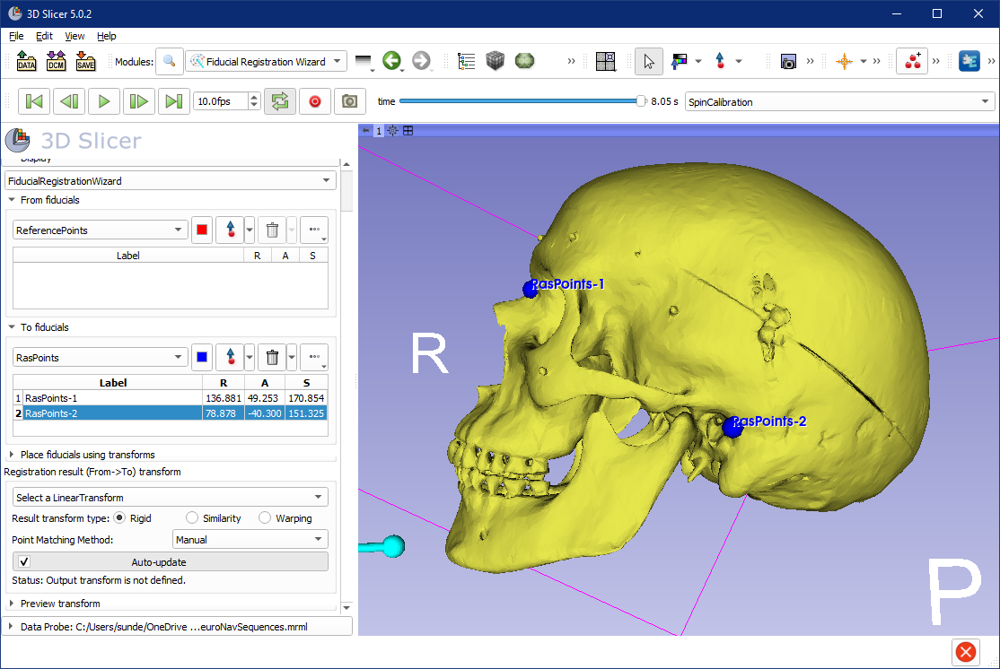 3D Slicer 5.0.2
File Edit View Help
DATA DCM SAVE Modules: Fiducial Registration Wizard
10.0fps time 8.05 s SpinCalibration
3D Slicer
1
Display
FiducialRegistrationWizard
From fiducials
ReferencePoints
Label R A S
To fiducials
RasPoints
Label R A S
1 RasPoints-1 136.881 49.253 170.854
2 RasPoints-2 78.878 -40.300 151.325
Place fiducials using transforms
Registration result (From->To) transform
Select a LinearTransform
Result transform type: Rigid Similarity Warping
Point Matching Method: Manual
Auto-update
Status: Output transform is not defined.
Preview transform
Data Probe: C:/Users/sunde/OneDrive ...euroNavSequences.mrml
RasPoints-1
R
RasPoints-2
P